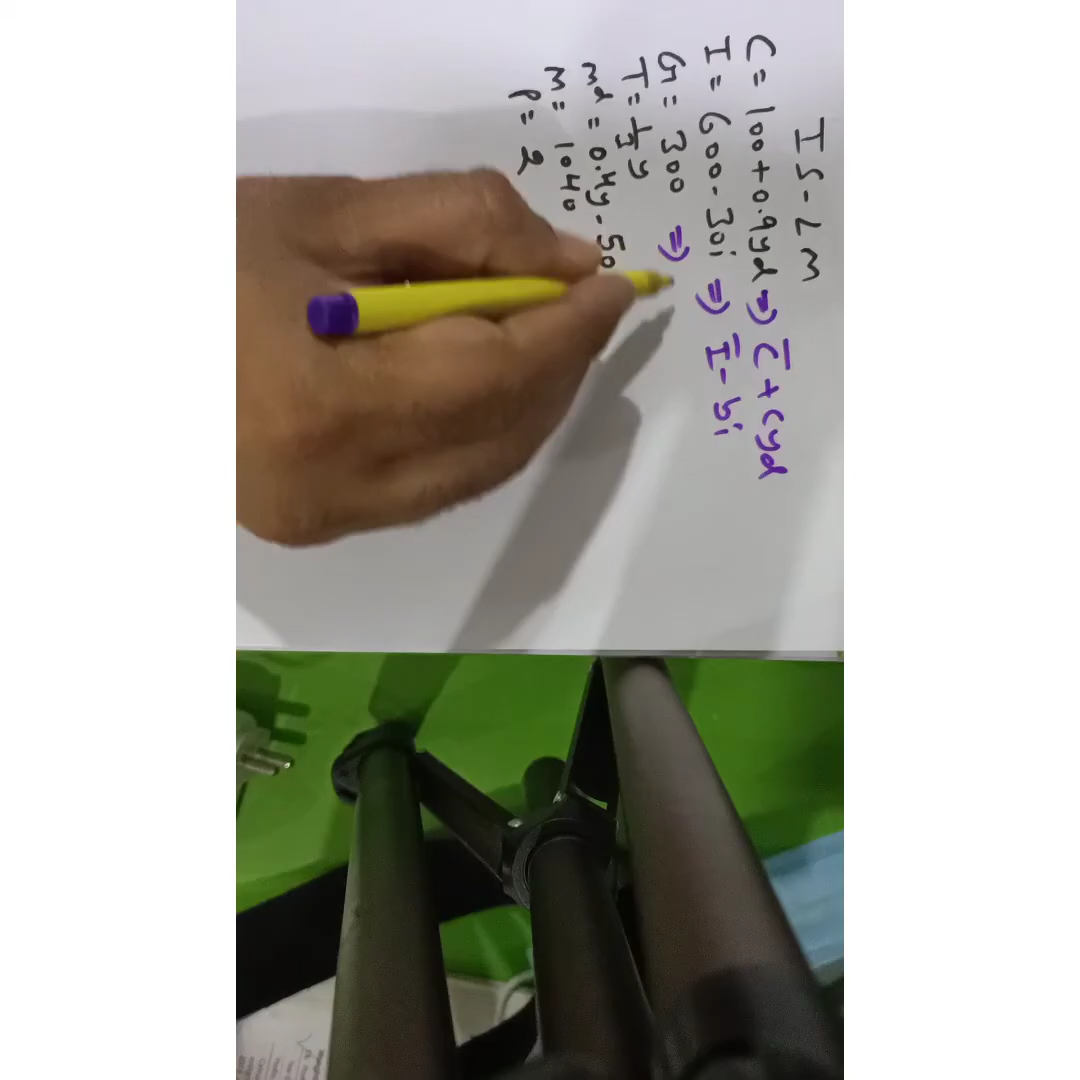 IS-LM
C = 100 + 0.9yd ⇒ C̅ + cyd
I = 600 - 30i ⇒ I̅ - bi
G = 300 ⇒
T = 1/3 y
md = 0.4y - 50
m = 1040
P = 2